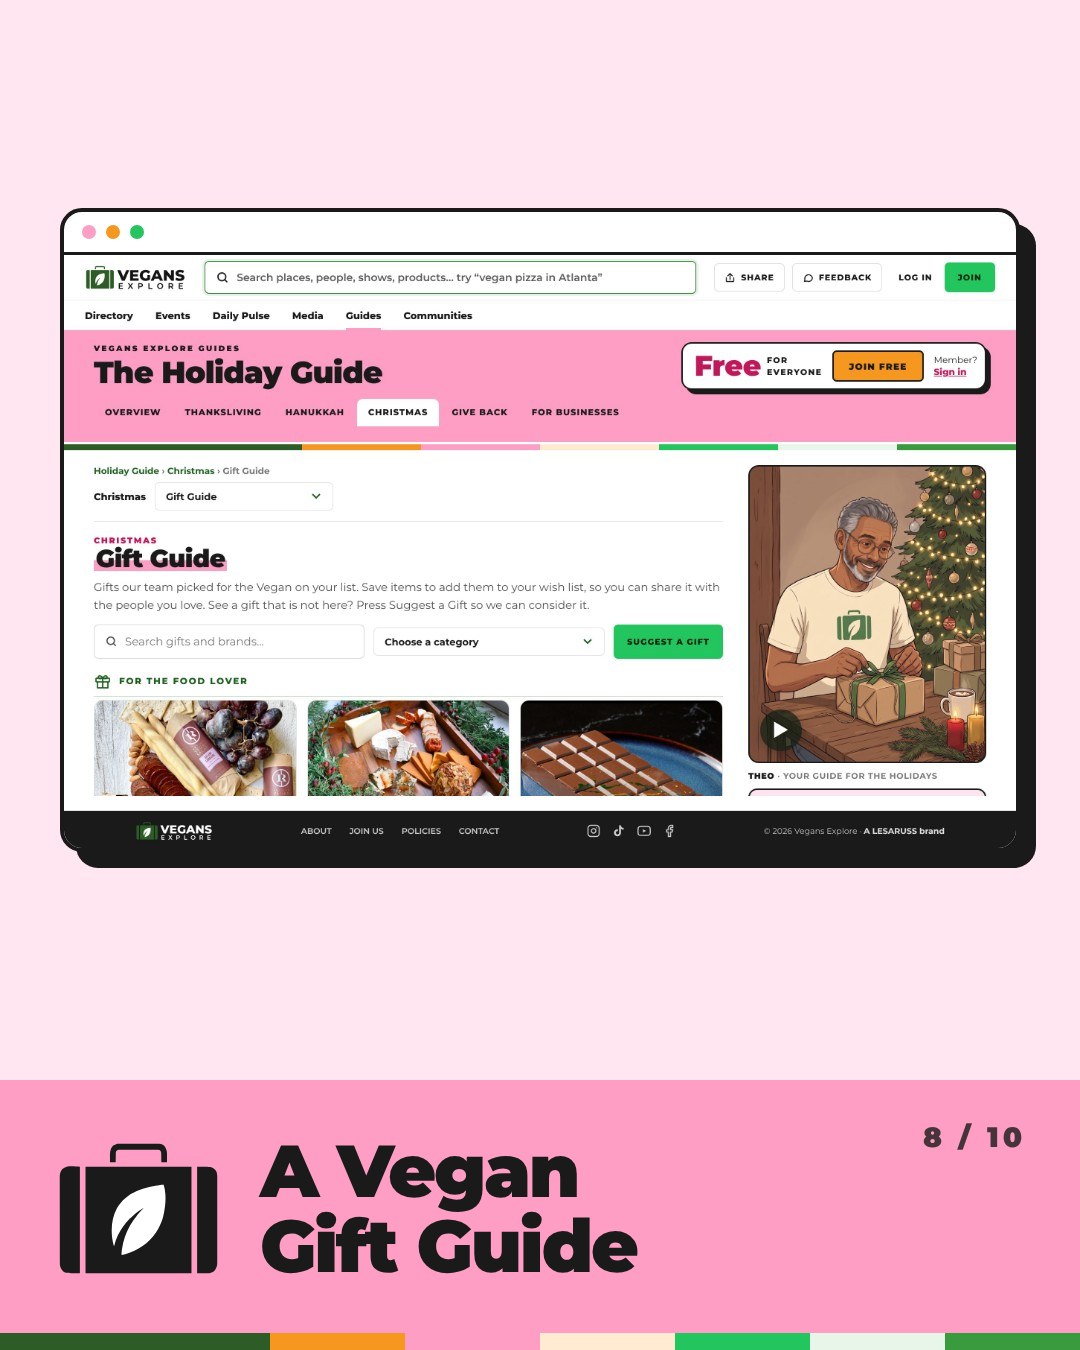 VEGANS
EXPLORE
Search places, people, shows, products... try “vegan pizza in Atlanta”
SHARE
FEEDBACK
LOG IN
JOIN
Directory Events Daily Pulse Media Guides Communities
VEGANS EXPLORE GUIDES
The Holiday Guide
Free FOR EVERYONE
JOIN FREE
Member?
Sign in
OVERVIEW THANKSLIVING HANUKKAH CHRISTMAS GIVE BACK FOR BUSINESSES
Holiday Guide › Christmas › Gift Guide
Christmas Gift Guide
CHRISTMAS
Gift Guide
Gifts our team picked for the Vegan on your list. Save items to add them to your wish list, so you can share it with
the people you love. See a gift that is not here? Press Suggest a Gift so we can consider it.
Search gifts and brands...
Choose a category
SUGGEST A GIFT
FOR THE FOOD LOVER
THEO · YOUR GUIDE FOR THE HOLIDAYS
VEGANS
EXPLORE
ABOUT JOIN US POLICIES CONTACT
© 2026 Vegans Explore · A LESARUSS brand
8 / 10
A Vegan
Gift Guide